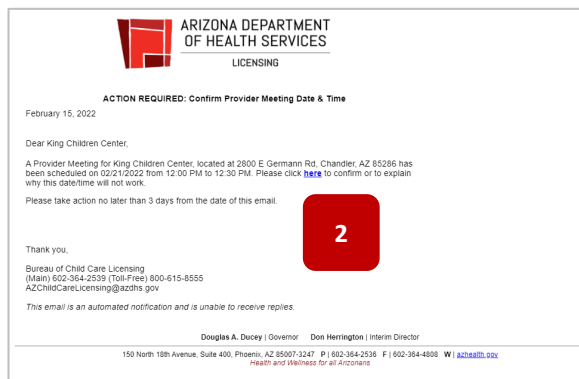 ARIZONA DEPARTMENT
OF HEALTH SERVICES
LICENSING
ACTION REQUIRED: Confirm Provider Meeting Date & Time
February 15, 2022
Dear King Children Center,
A Provider Meeting for King Children Center, located at 2800 E Germann Rd, Chandler, AZ 85286 has
been scheduled on 02/21/2022 from 12:00 PM to 12:30 PM. Please click here to confirm or to explain
why this date/time will not work.
Please take action no later than 3 days from the date of this email.
2
Thank you,
Bureau of Child Care Licensing
(Main) 602-364-2539 (Toll-Free) 800-615-8555
AZChildCareLicensing@azdhs.gov
This email is an automated notification and is unable to receive replies.
Douglas A. Ducey | Governor Don Herrington | Interim Director
150 North 18th Avenue, Suite 400, Phoenix, AZ 85007-3247 P | 602-364-2536 F | 602-364-4808 W | azhealth.gov
Health and Wellness for all Arizonans